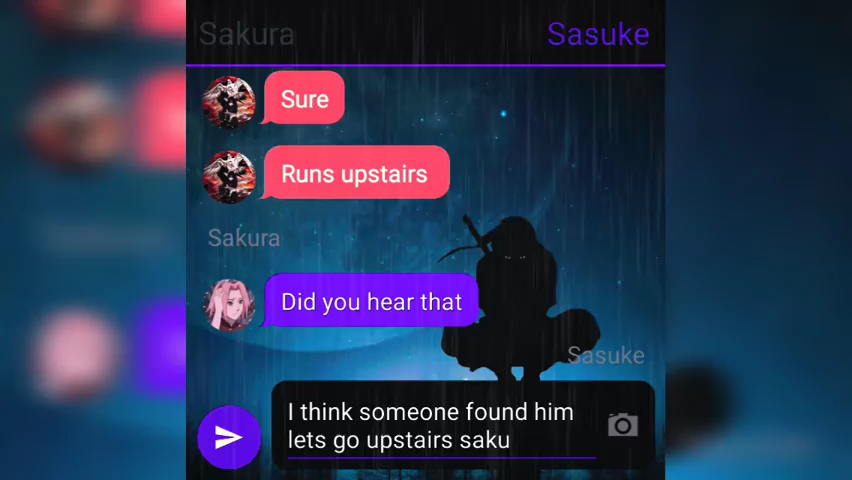 Sakura
Sasuke
Sure
Runs upstairs
Sakura
Did you hear that
Sasuke
I think someone found him
lets go upstairs saku